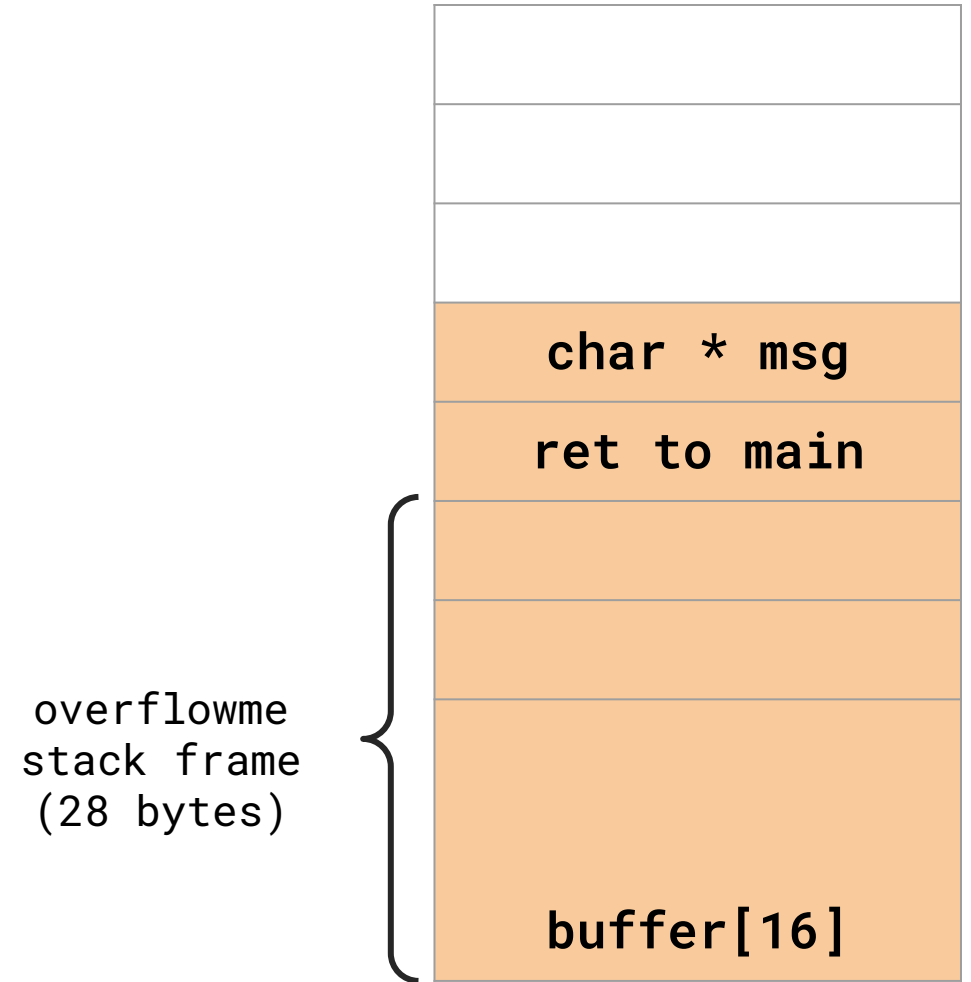 char * msg
ret to main
overflowme
stack frame
(28 bytes)
buffer[16]